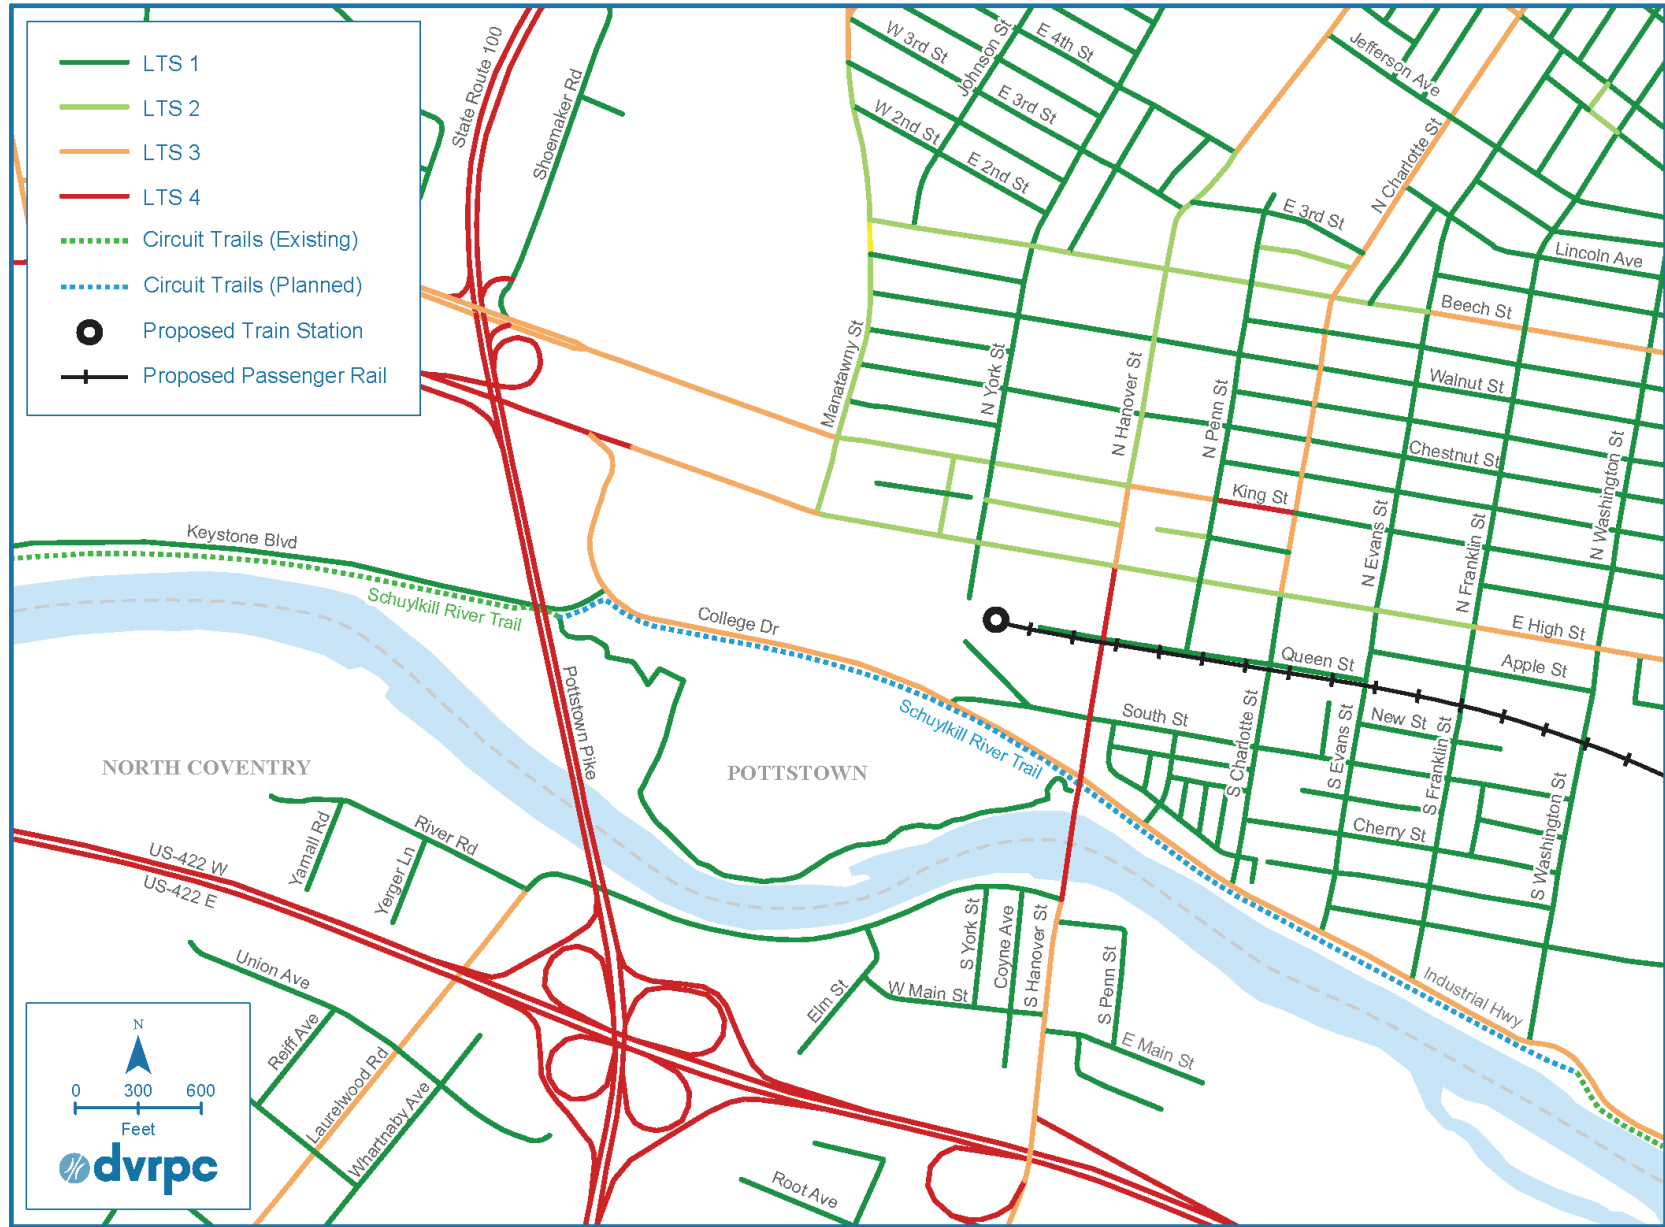 LTS 1
LTS 2
LTS 3
LTS 4
Circuit Trails (Existing)
Circuit Trails (Planned)
Proposed Train Station
Proposed Passenger Rail
State Route 100
Shoemaker Rd
W 3rd St
Johnson St
E 4th St
E 3rd St
W 2nd St
E 2nd St
Jefferson Ave
N Charlotte St
E 3rd St
Lincoln Ave
Beech St
Manatawny St
N York St
N Hanover St
N Penn St
Walnut St
Chestnut St
N Washington St
King St
N Evans St
N Franklin St
Keystone Blvd
Schuylkill River Trail
College Dr
E High St
Queen St
Apple St
Pottstown Pike
Schuylkill River Trail
South St
S Charlotte St
S Evans St
New St
S Franklin St
S Washington St
NORTH COVENTRY
POTTSTOWN
Cherry St
River Rd
Yarnall Rd
Yerger Ln
US-422 W
US-422 E
Union Ave
Reiff Ave
Laurelwood Rd
Whartnaby Ave
Elm St
W Main St
S York St
Coyne Ave
S Hanover St
S Penn St
E Main St
Industrial Hwy
Root Ave
N
0 300 600
Feet
dvrpc